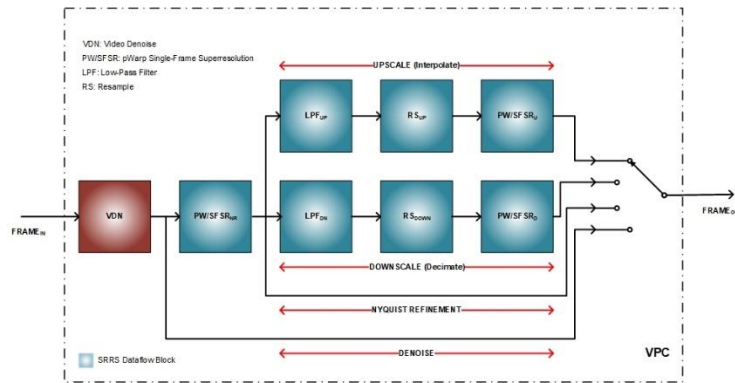 VDN: Video Denoise
PW/SFSR: pWarp Single-Frame Superresolution
LPF: Low-Pass Filter
RS: Resample
UPSCALE (Interpolate)
LPFUP
RSUP
PW/SFSRU
VDN
PW/SFSRNR
LPFDN
RSDOWN
PW/SFSRD
FRAMEIN
FRAMEO
DOWNSCALE (Decimate)
NYQUIST REFINEMENT
DENOISE
SRRS Dataflow Block
VPC